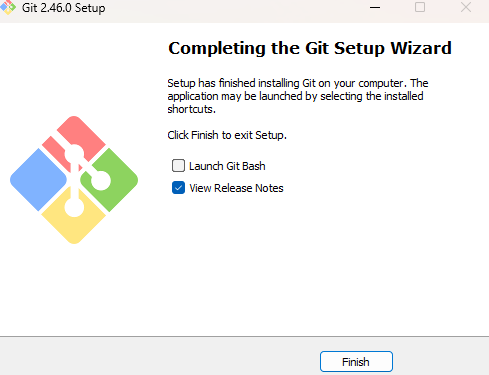 Git 2.46.0 Setup
Completing the Git Setup Wizard
Setup has finished installing Git on your computer. The
application may be launched by selecting the installed
shortcuts.
Click Finish to exit Setup.
Launch Git Bash
View Release Notes
Finish